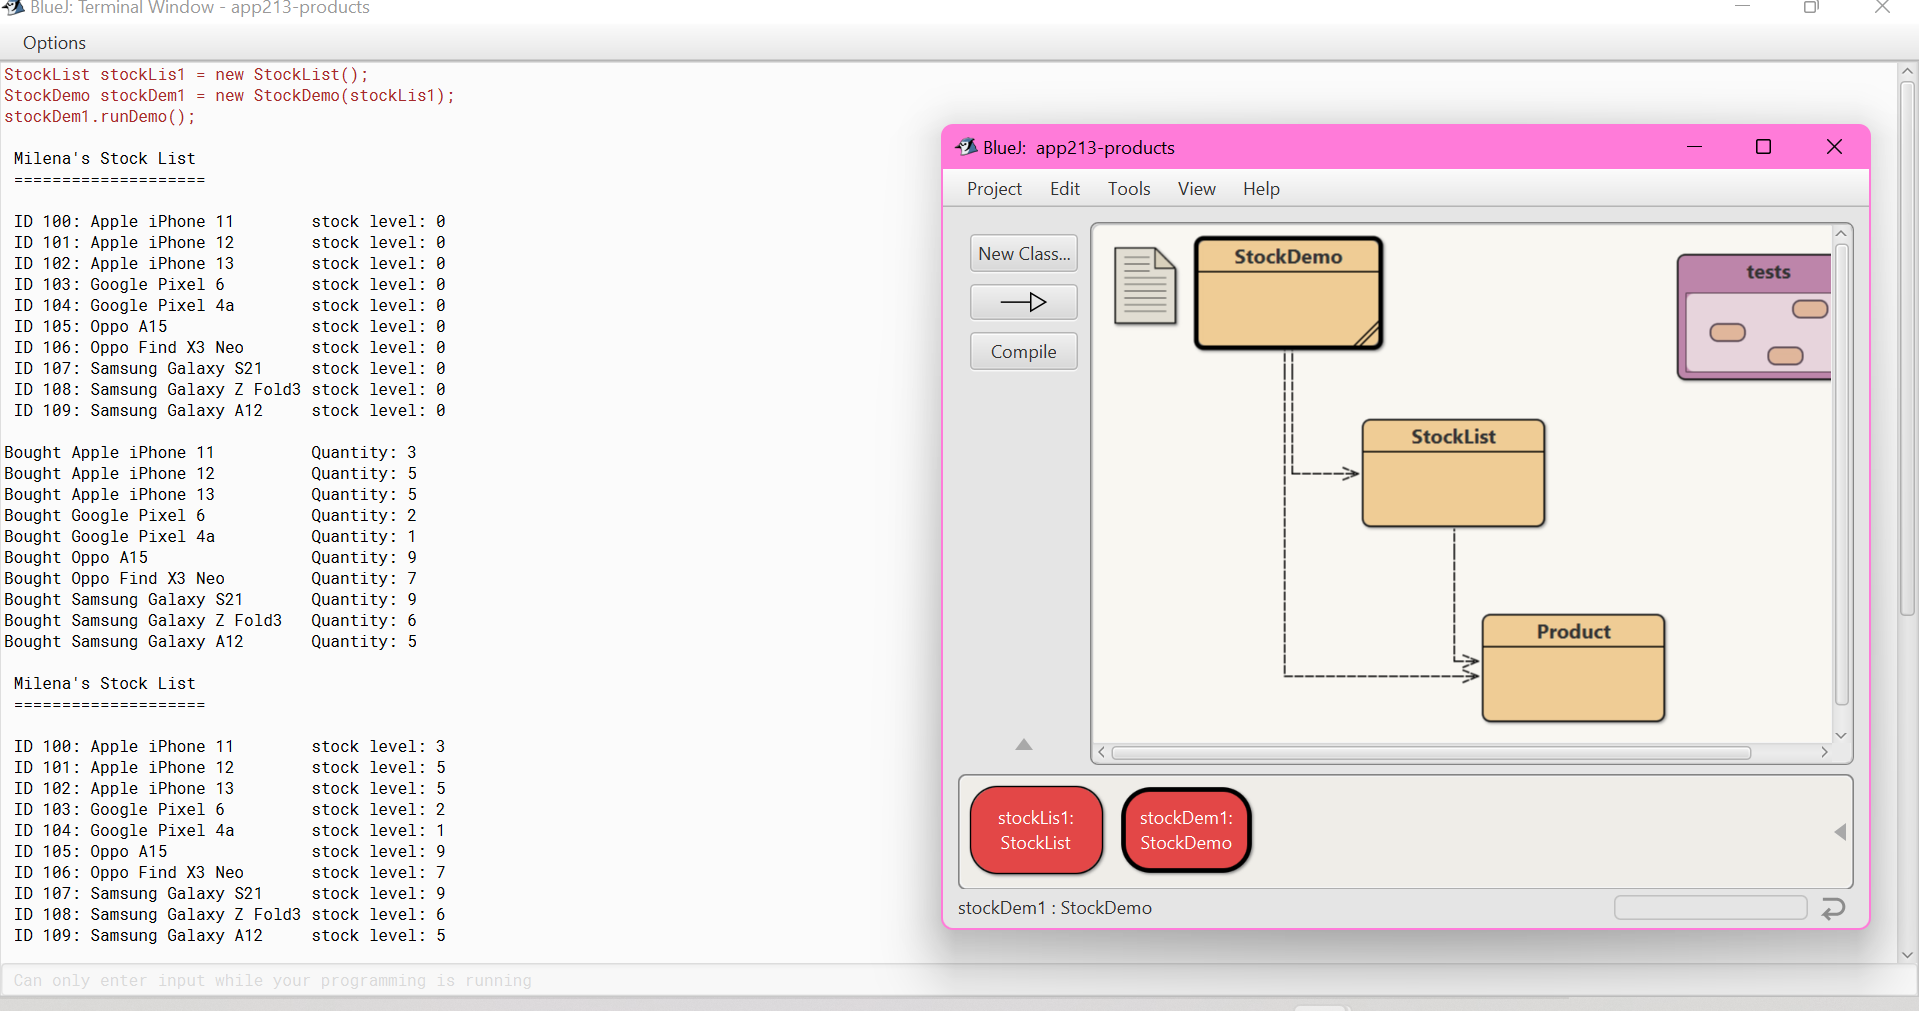 BlueJ: Terminal Window - app213-products
Options
StockList stockLis1 = new StockList();
StockDemo stockDem1 = new StockDemo(stockLis1);
stockDem1.runDemo();
Milena's Stock List
====================
ID 100: Apple iPhone 11        stock level: 0
ID 101: Apple iPhone 12        stock level: 0
ID 102: Apple iPhone 13        stock level: 0
ID 103: Google Pixel 6         stock level: 0
ID 104: Google Pixel 4a        stock level: 0
ID 105: Oppo A15               stock level: 0
ID 106: Oppo Find X3 Neo       stock level: 0
ID 107: Samsung Galaxy S21     stock level: 0
ID 108: Samsung Galaxy Z Fold3 stock level: 0
ID 109: Samsung Galaxy A12     stock level: 0
Bought Apple iPhone 11          Quantity: 3
Bought Apple iPhone 12          Quantity: 5
Bought Apple iPhone 13          Quantity: 5
Bought Google Pixel 6           Quantity: 2
Bought Google Pixel 4a          Quantity: 1
Bought Oppo A15                 Quantity: 9
Bought Oppo Find X3 Neo         Quantity: 7
Bought Samsung Galaxy S21       Quantity: 9
Bought Samsung Galaxy Z Fold3   Quantity: 6
Bought Samsung Galaxy A12       Quantity: 5
Milena's Stock List
====================
ID 100: Apple iPhone 11        stock level: 3
ID 101: Apple iPhone 12        stock level: 5
ID 102: Apple iPhone 13        stock level: 5
ID 103: Google Pixel 6         stock level: 2
ID 104: Google Pixel 4a        stock level: 1
ID 105: Oppo A15               stock level: 9
ID 106: Oppo Find X3 Neo       stock level: 7
ID 107: Samsung Galaxy S21     stock level: 9
ID 108: Samsung Galaxy Z Fold3 stock level: 6
ID 109: Samsung Galaxy A12     stock level: 5
Can only enter input while your programming is running
BlueJ: app213-products
Project Edit Tools View Help
New Class...
Compile
StockDemo
tests
StockList
Product
stockLis1:
StockList
stockDem1:
StockDemo
stockDem1 : StockDemo